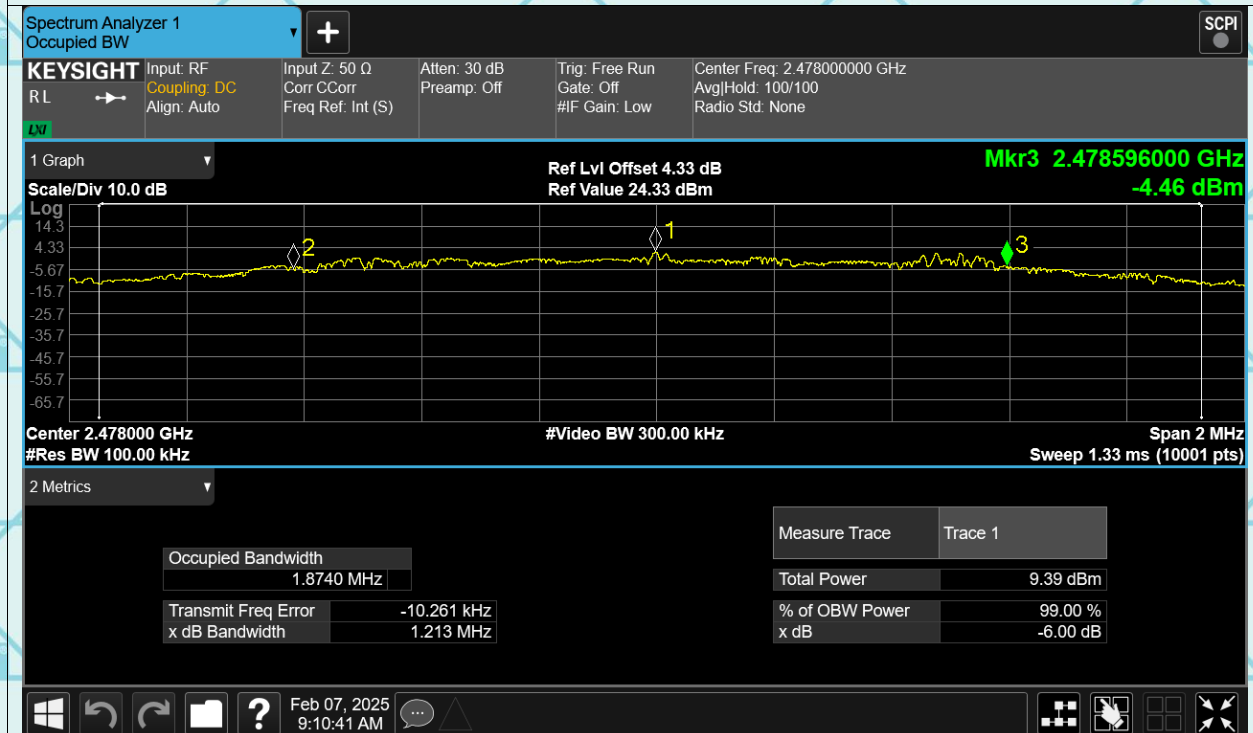 Spectrum Analyzer 1
Occupied BW
▼
+
SCPI
KEYSIGHT
RL
LXI
Input: RF
Coupling: DC
Align: Auto
Input Z: 50 Ω
Corr CCorr
Freq Ref: Int (S)
Atten: 30 dB
Preamp: Off
Trig: Free Run
Gate: Off
#IF Gain: Low
Center Freq: 2.478000000 GHz
Avg|Hold: 100/100
Radio Std: None
1 Graph
▼
Scale/Div 10.0 dB
Ref Lvl Offset 4.33 dB
Ref Value 24.33 dBm
Mkr3 2.478596000 GHz
-4.46 dBm
Log
14.3
4.33
-5.67
-15.7
-25.7
-35.7
-45.7
-55.7
-65.7
2
1
3
Center 2.478000 GHz
#Video BW 300.00 kHz
Span 2 MHz
#Res BW 100.00 kHz
Sweep 1.33 ms (10001 pts)
2 Metrics
▼
Occupied Bandwidth
1.8740 MHz
Transmit Freq Error -10.261 kHz
x dB Bandwidth 1.213 MHz
Measure Trace Trace 1
Total Power 9.39 dBm
% of OBW Power 99.00 %
x dB -6.00 dB
?
Feb 07, 2025
9:10:41 AM